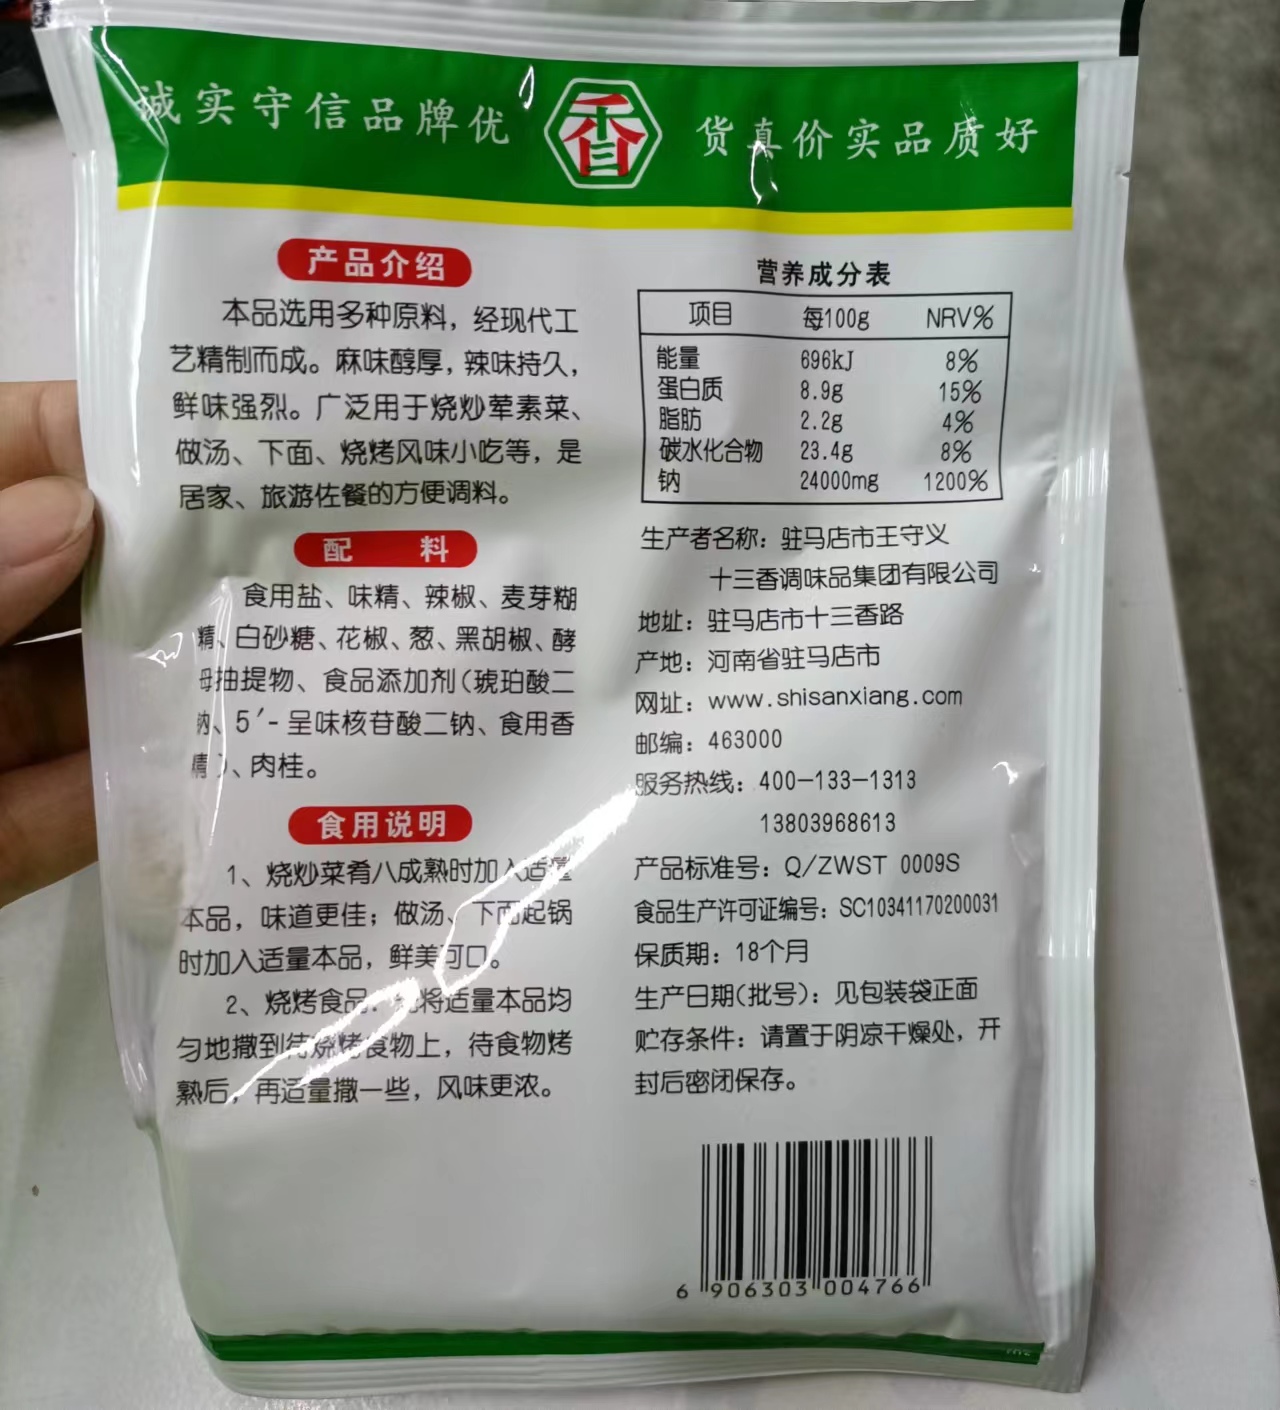 诚实守信品牌优
香
货真价实品质好
产品介绍
本品选用多种原料，经现代工
艺精制而成。麻味醇厚，辣味持久，
鲜味强烈。广泛用于烧炒荤素菜、
做汤、下面、烧烤风味小吃等，是
居家、旅游佐餐的方便调料。
配 料
食用盐、味精、辣椒、麦芽糊
精、白砂糖、花椒、葱、黑胡椒、酵
母抽提物、食品添加剂（琥珀酸二
钠、5′-呈味核苷酸二钠、食用香
精）、肉桂。
食用说明
1、烧炒菜肴八成熟时加入适量
本品，味道更佳；做汤、下面起锅
时加入适量本品，鲜美可口。
2、烧烤食品：先将适量本品均
匀地撒到待烧烤食物上，待食物烤
熟后，再适量撒一些，风味更浓。
营养成分表
项目 每100g NRV%
能量 696kJ 8%
蛋白质 8.9g 15%
脂肪 2.2g 4%
碳水化合物 23.4g 8%
钠 24000mg 1200%
生产者名称：驻马店市王守义
十三香调味品集团有限公司
地址：驻马店市十三香路
产地：河南省驻马店市
网址：www.shisanxiang.com
邮编：463000
服务热线：400-133-1313
13803968613
产品标准号：Q/ZWST 0009S
食品生产许可证编号：SC10341170200031
保质期：18个月
生产日期(批号)：见包装袋正面
贮存条件：请置于阴凉干燥处，开
封后密闭保存。
6 906303 004766